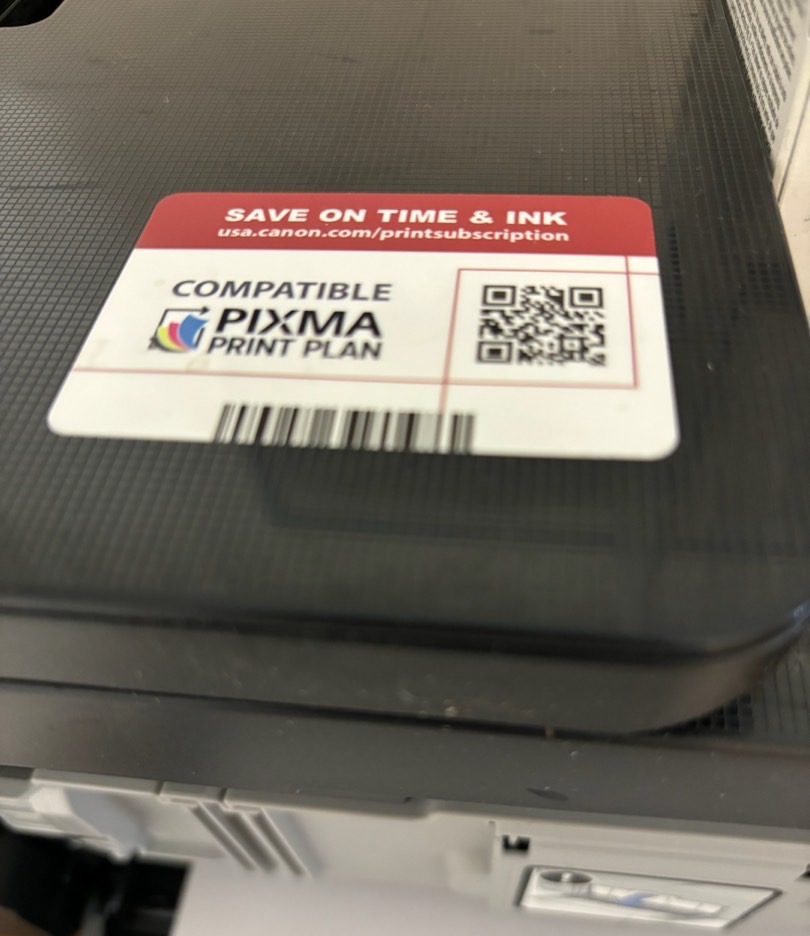 SAVE ON TIME & INK
usa.canon.com/printsubscription
COMPATIBLE
PIXMA
PRINT PLAN